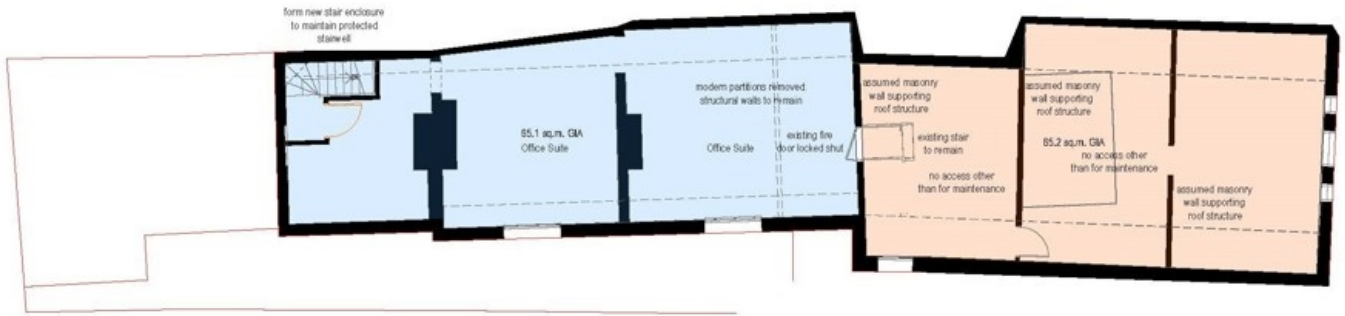 form new stair enclosure
to maintain protected
stairwell
65.1 sq.m. GIA
Office Suite
modern partitions removed
structural walls to remain
Office Suite
existing fire
door locked shut
assumed masonry
wall supporting
roof structure
existing stair
to remain
no access other
than for maintenance
assumed masonry
wall supporting
roof structure
65.2 sq.m. GIA
no access other
than for maintenance
assumed masonry
wall supporting
roof structure